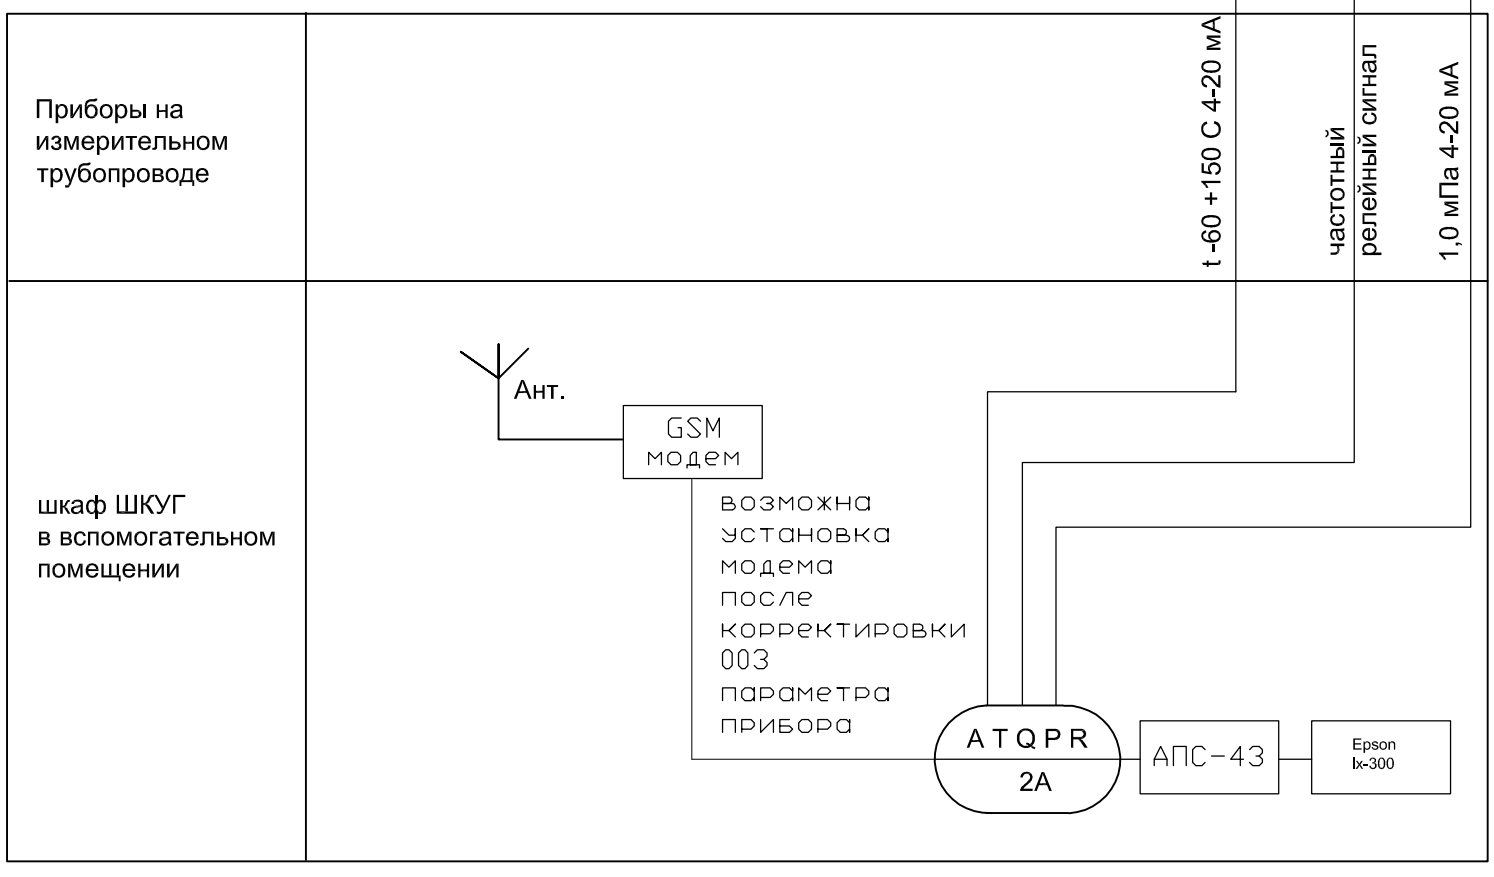 Приборы на
измерительном
трубопроводе
t -60 +150 С 4-20 мА
частотный
релейный сигнал
1,0 мПа 4-20 мА
шкаф ШКУГ
в вспомогательном
помещении
Ант.
GSM
модем
возможна
установка
модема
после
корректировки
003
параметра
прибора
A T Q P R
2А
АПС-43
Epson
lx-300